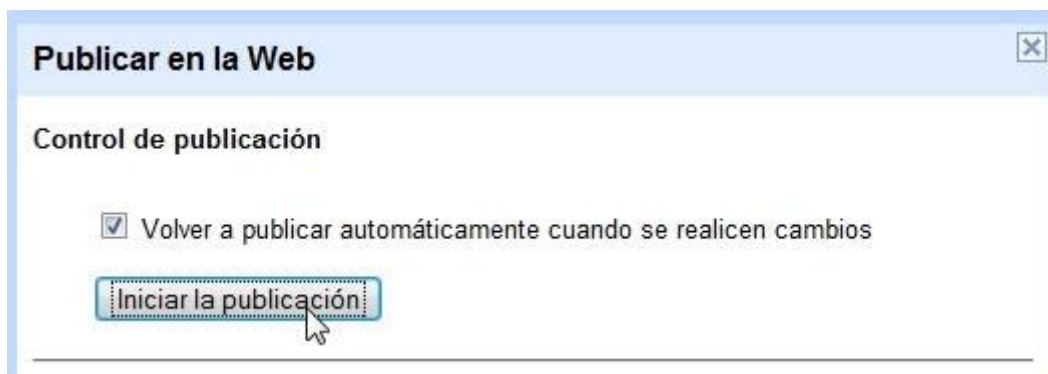 Publicar en la Web
Control de publicación
Volver a publicar automáticamente cuando se realicen cambios
Iniciar la publicación